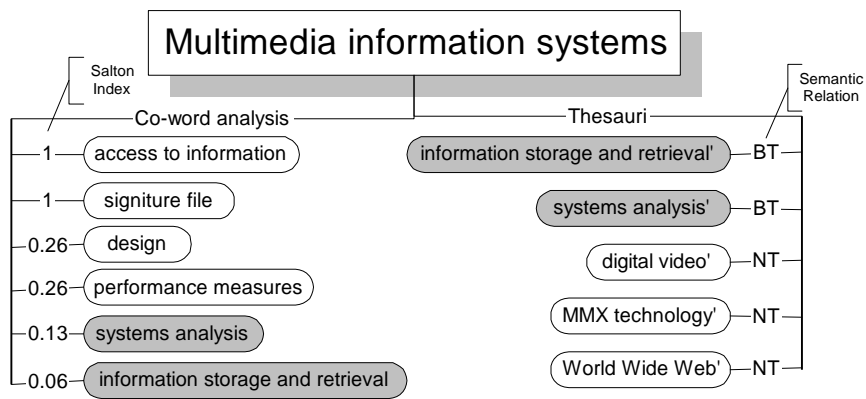 Multimedia information systems
Salton
Index
Semantic
Relation
Co-word analysis
Thesauri
1 access to information
1 signiture file
0.26 design
0.26 performance measures
0.13 systems analysis
0.06 information storage and retrieval
information storage and retrieval' BT
systems analysis' BT
digital video' NT
MMX technology' NT
World Wide Web' NT